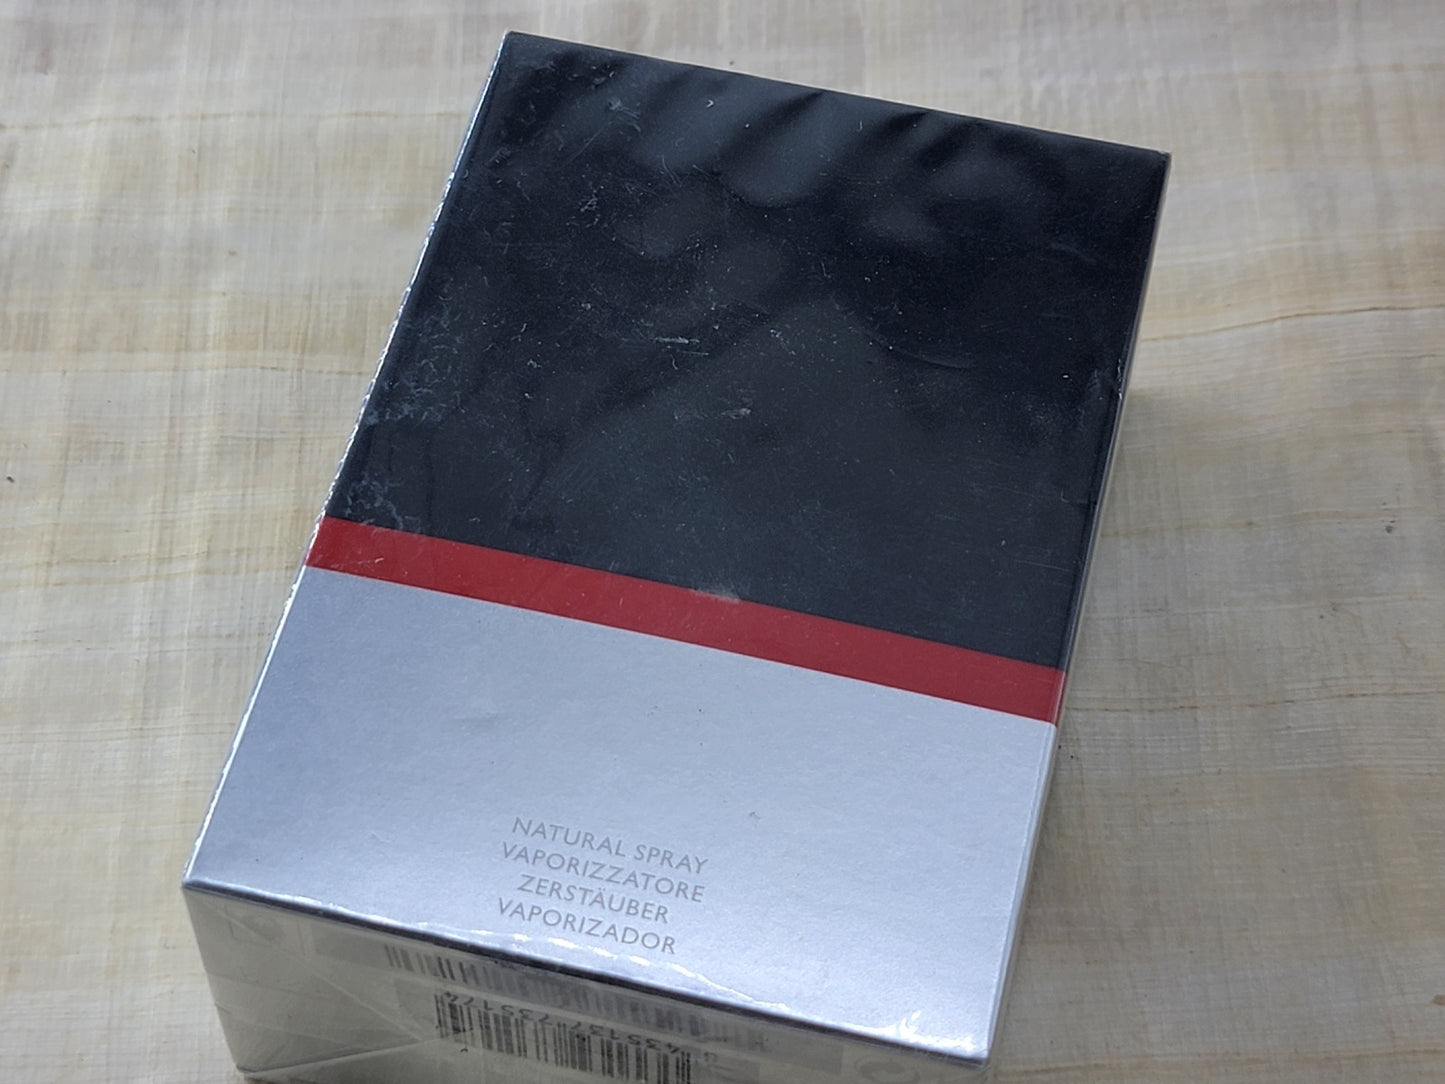 NATURAL SPRAY
VAPORIZZATORE
ZERSTÄUBER
VAPORIZADOR